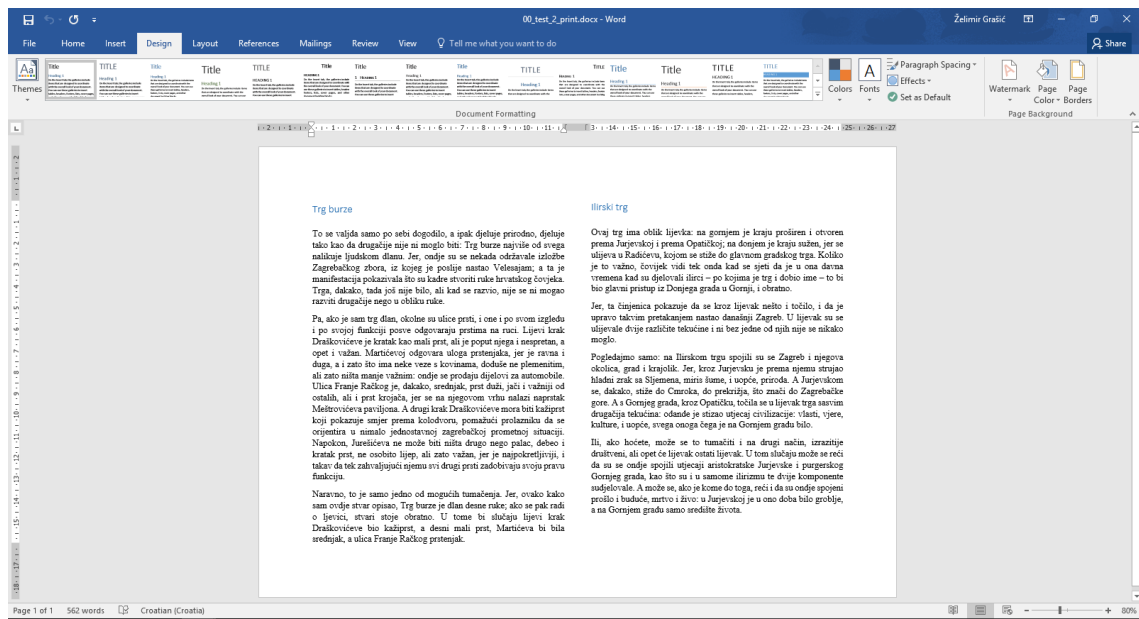 00_test_2_print.docx - Word
Želimir Grašić
File Home Insert Design Layout References Mailings Review View Tell me what you want to do
Share
Themes
Colors Fonts
Paragraph Spacing
Effects
Set as Default
Watermark Page Color Page Borders
Document Formatting
Page Background
Trg burze
To se valjda samo po sebi dogodilo, a ipak djeluje prirodno, djeluje
tako kao da drugačije nije ni moglo biti: Trg burze najviše od svega
nalikuje ljudskom dlanu. Jer, ondje su se nekada održavale izložbe
Zagrebačkog zbora, iz kojeg je poslije nastao Velesajam; a ta je
manifestacija pokazivala što su kadre stvoriti ruke hrvatskog čovjeka.
Trga, dakako, tada još nije bilo, ali kad se razvio, nije se ni mogao
razviti drugačije nego u obliku ruke.
Pa, ako je sam trg dlan, okolne su ulice prsti, i one i po svom izgledu
i po svojoj funkciji posve odgovaraju prstima na ruci. Lijevi krak
Draškovićeve je kratak kao mali prst, ali je poput njega i nespretan, a
opet i važan. Martićevoj odgovara uloga prstenjaka, jer je ravna i
duga, a i zato što ima neke veze s kovinama, doduše ne plemenitim,
ali zato ništa manje važnim: ondje se prodaju dijelovi za automobile.
Ulica Franje Račkog je, dakako, srednjak, prst duži, jači i važniji od
ostalih, ali i prst krojača, jer se na njegovom vrhu nalazi naprstak
Meštrovićeva paviljona. A drugi krak Draškovićeve mora biti kažiprst
koji pokazuje smjer prema kolodvoru, pomažući prolazniku da se
orijentira u nimalo jednostavnoj zagrebačkoj prometnoj situaciji.
Napokon, Jurešićeva ne može biti ništa drugo nego palac, debeo i
kratak prst, ne osobito lijep, ali zato važan, jer je najpokretljiviji, i
takav da tek zahvaljujući njemu svi drugi prsti zadobivaju svoju pravu
funkciju.
Naravno, to je samo jedno od mogućih tumačenja. Jer, ovako kako
sam ovdje stvar opisao, Trg burze je dlan desne ruke; ako se pak radi
o ljevici, stvari stoje obratno. U tome bi slučaju lijevi krak
Draškovićeve bio kažiprst, a desni mali prst, Martićeva bi bila
srednjak, a ulica Franje Račkog prstenjak.
Ilirski trg
Ovaj trg ima oblik lijevka: na gornjem je kraju proširen i otvoren
prema Jurjevskoj i prema Opatičkoj; na donjem je kraju sužen, jer se
ulijeva u Radićevu, kojom se stiže do glavnom gradskog trga. Koliko
je to važno, čovijek vidi tek onda kad se sjeti da je u ona davna
vremena kad su djelovali ilirci – po kojima je trg i dobio ime – to bi
bio glavni pristup iz Donjega grada u Gornji, i obratno.
Jer, ta činjenica pokazuje da se kroz lijevak nešto i točilo, i da je
upravo takvim pretakanjem nastao današnji Zagreb. U lijevak su se
ulijevale dvije različite tekućine i ni bez jedne od njih nije se nikako
moglo.
Pogledajmo samo: na Ilirskom trgu spojili su se Zagreb i njegova
okolica, grad i krajolik. Jer, kroz Jurjevsku je prema njemu strujao
hladni zrak sa Sljemena, miris šume, i uopće, priroda. A Jurjevskom
se, dakako, stiže do Cmroka, do prekrižja, što znači do Zagrebačke
gore. A s Gornjeg grada, kroz Opatičku, točila se u lijevak trga sasvim
drugačija tekućina: odande je stizao utjecaj civilizacije: vlasti, vjere,
kulture, i uopće, svega onoga čega je na Gornjem gradu bilo.
Ili, ako hoćete, može se to tumačiti i na drugi način, izrazitije
društveni, ali opet će lijevak ostati lijevak. U tom slučaju može se reći
da su se ondje spojili utjecaji aristokratske Jurjevske i purgerskog
Gornjeg grada, kao što su i u samome ilirizmu te dvije komponente
sudjelovale. A može se, ako je kome do toga, reći i da su ondje spojeni
prošlo i buduće, mrtvo i živo: u Jurjevskoj je u ono doba bilo groblje,
a na Gornjem gradu samo središte života.
Page 1 of 1 562 words Croatian (Croatia)
80%